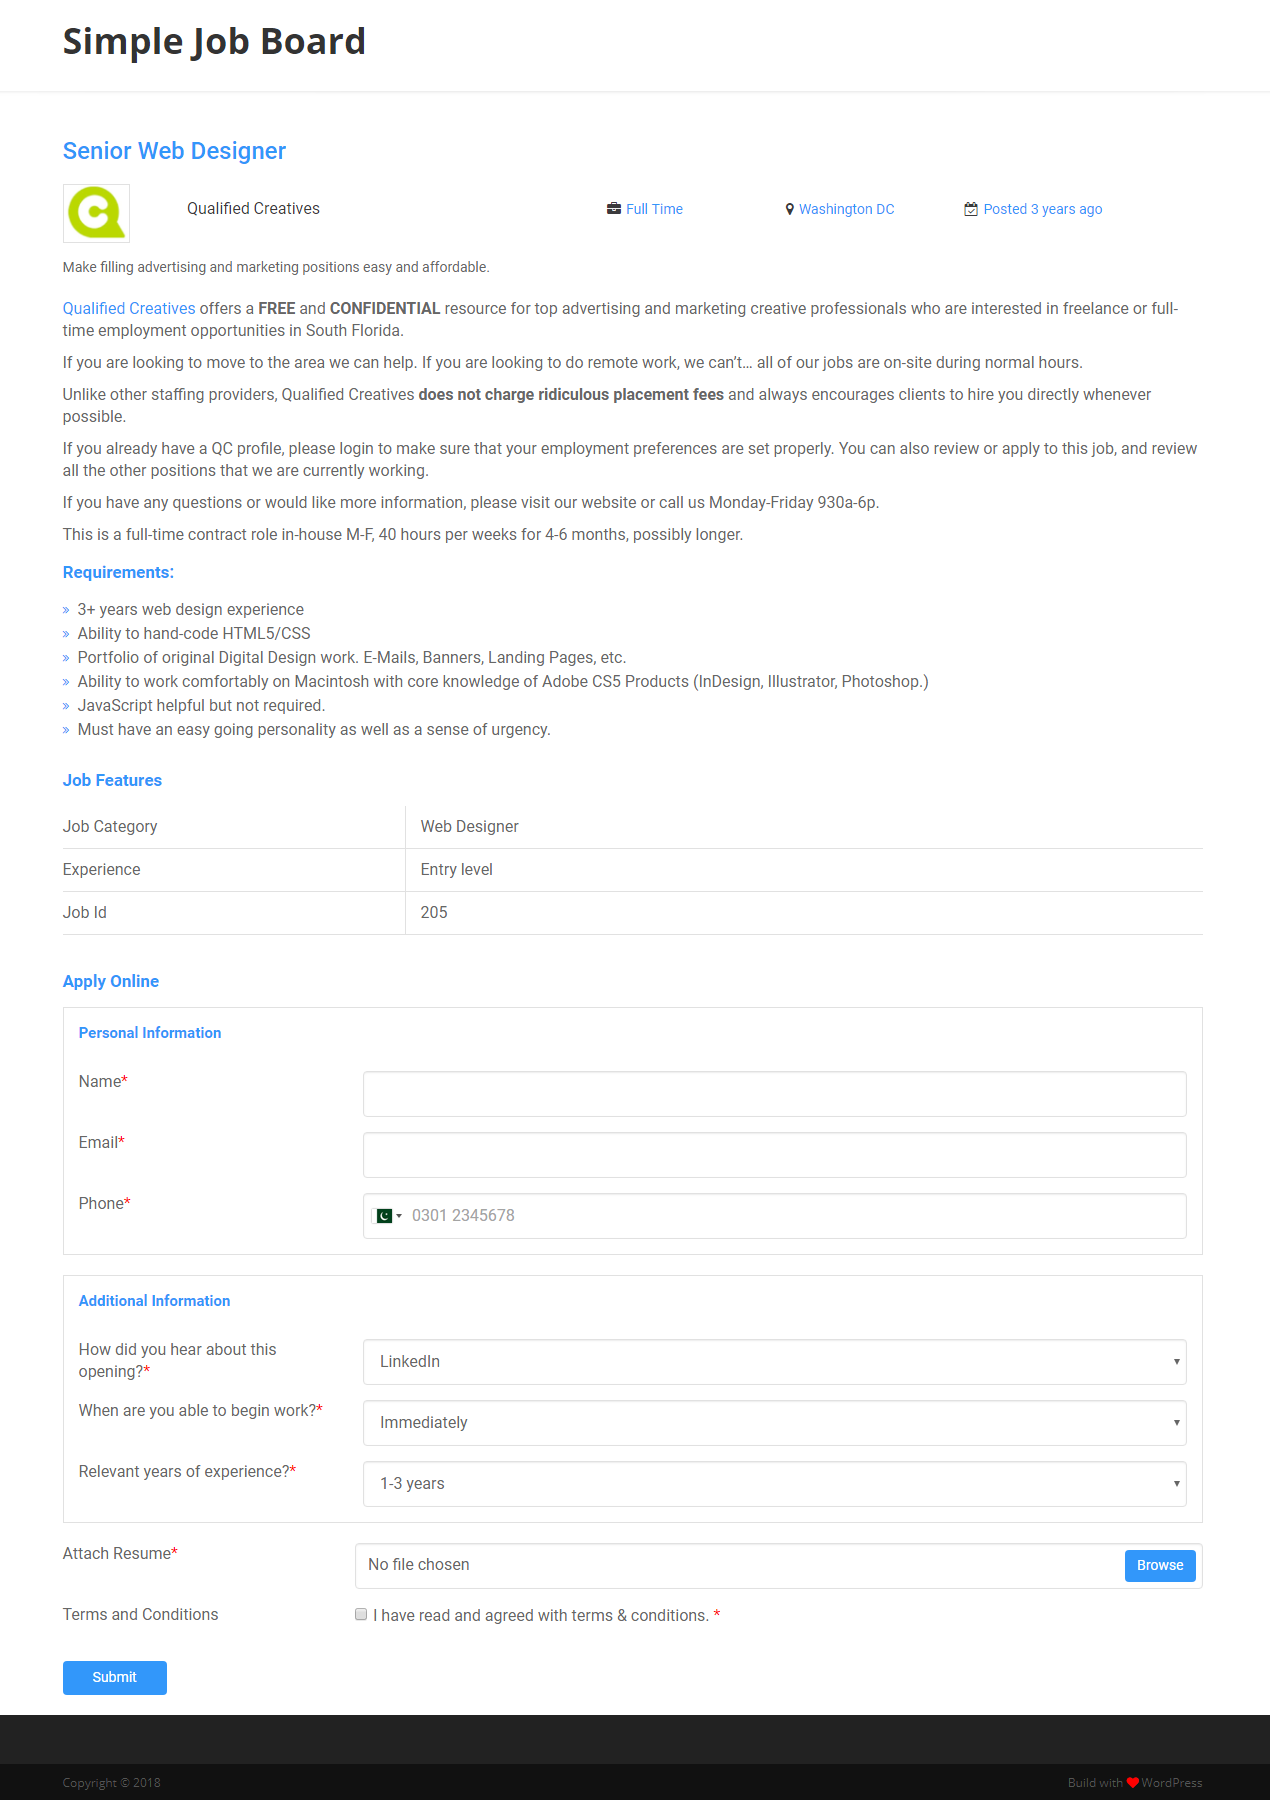 Simple Job Board
Senior Web Designer
Qualified Creatives
Full Time
Washington DC
Posted 3 years ago
Make filling advertising and marketing positions easy and affordable.
Qualified Creatives offers a FREE and CONFIDENTIAL resource for top advertising and marketing creative professionals who are interested in freelance or full-
time employment opportunities in South Florida.
If you are looking to move to the area we can help. If you are looking to do remote work, we can’t… all of our jobs are on-site during normal hours.
Unlike other staffing providers, Qualified Creatives does not charge ridiculous placement fees and always encourages clients to hire you directly whenever
possible.
If you already have a QC profile, please login to make sure that your employment preferences are set properly. You can also review or apply to this job, and review
all the other positions that we are currently working.
If you have any questions or would like more information, please visit our website or call us Monday-Friday 930a-6p.
This is a full-time contract role in-house M-F, 40 hours per weeks for 4-6 months, possibly longer.
Requirements:
» 3+ years web design experience
» Ability to hand-code HTML5/CSS
» Portfolio of original Digital Design work. E-Mails, Banners, Landing Pages, etc.
» Ability to work comfortably on Macintosh with core knowledge of Adobe CS5 Products (InDesign, Illustrator, Photoshop.)
» JavaScript helpful but not required.
» Must have an easy going personality as well as a sense of urgency.
Job Features
Job Category Web Designer
Experience Entry level
Job Id 205
Apply Online
Personal Information
Name*
Email*
Phone* 0301 2345678
Additional Information
How did you hear about this
opening?* LinkedIn
When are you able to begin work?* Immediately
Relevant years of experience?* 1-3 years
Attach Resume* No file chosen Browse
Terms and Conditions I have read and agreed with terms & conditions. *
Submit
Copyright © 2018
Build with ❤ WordPress